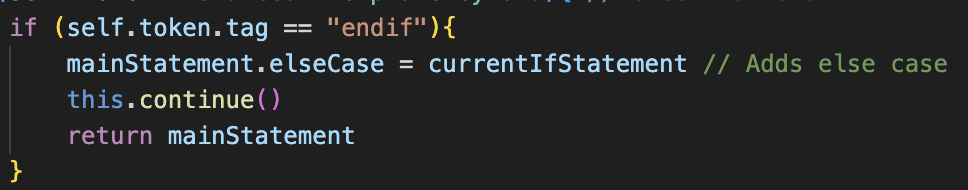 if (self.token.tag == "endif"){
mainStatement.elseCase = currentIfStatement // Adds else case
this.continue()
return mainStatement
}